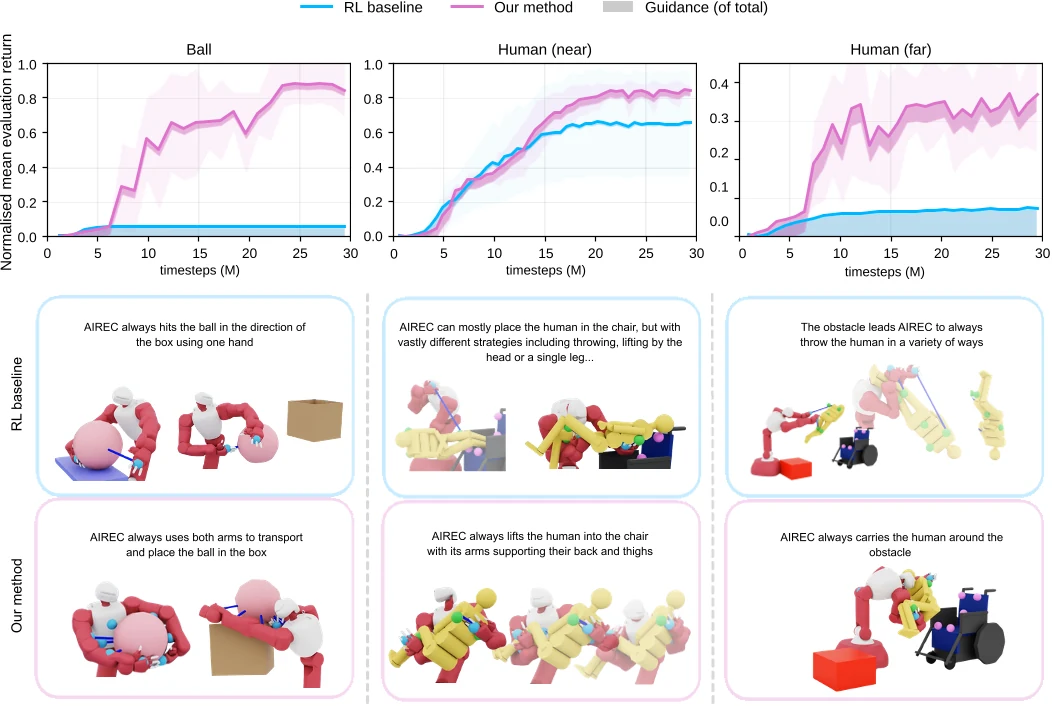 RL baseline Our method Guidance (of total)
Ball Human (near) Human (far)
Normalised mean evaluation return
1.0
0.8
0.6
0.4
0.2
0.0
0 5 10 15 20 25 30
timesteps (M)
1.0
0.8
0.6
0.4
0.2
0.0
0 5 10 15 20 25 30
timesteps (M)
0.4
0.3
0.2
0.1
0.0
0 5 10 15 20 25 30
timesteps (M)
RL baseline
AIREC always hits the ball in the direction of
the box using one hand
AIREC can mostly place the human in the chair, but with
vastly different strategies including throwing, lifting by the
head or a single leg...
The obstacle leads AIREC to always
throw the human in a variety of ways
Our method
AIREC always uses both arms to transport
and place the ball in the box
AIREC always lifts the human into the chair
with its arms supporting their back and thighs
AIREC always carries the human around the
obstacle